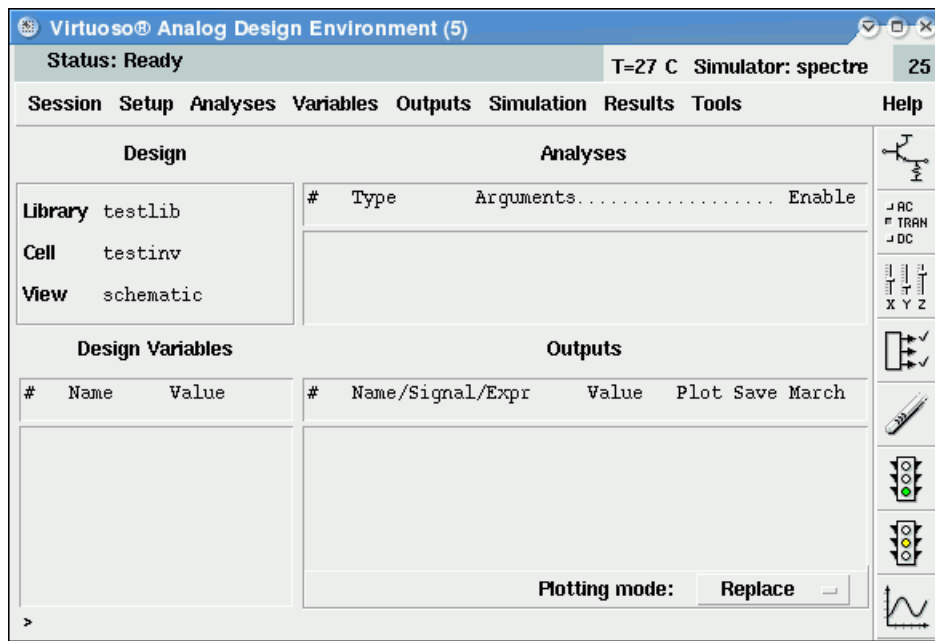 Virtuoso® Analog Design Environment (5)
Status: Ready
T=27 C Simulator: spectre 25
Session Setup Analyses Variables Outputs Simulation Results Tools Help
Design
Analyses
Library testlib
Cell testinv
View schematic
# Type Arguments.................. Enable
AC
TRAN
DC
X Y Z
Design Variables
Outputs
# Name Value
# Name/Signal/Expr Value Plot Save March
Plotting mode: Replace
>